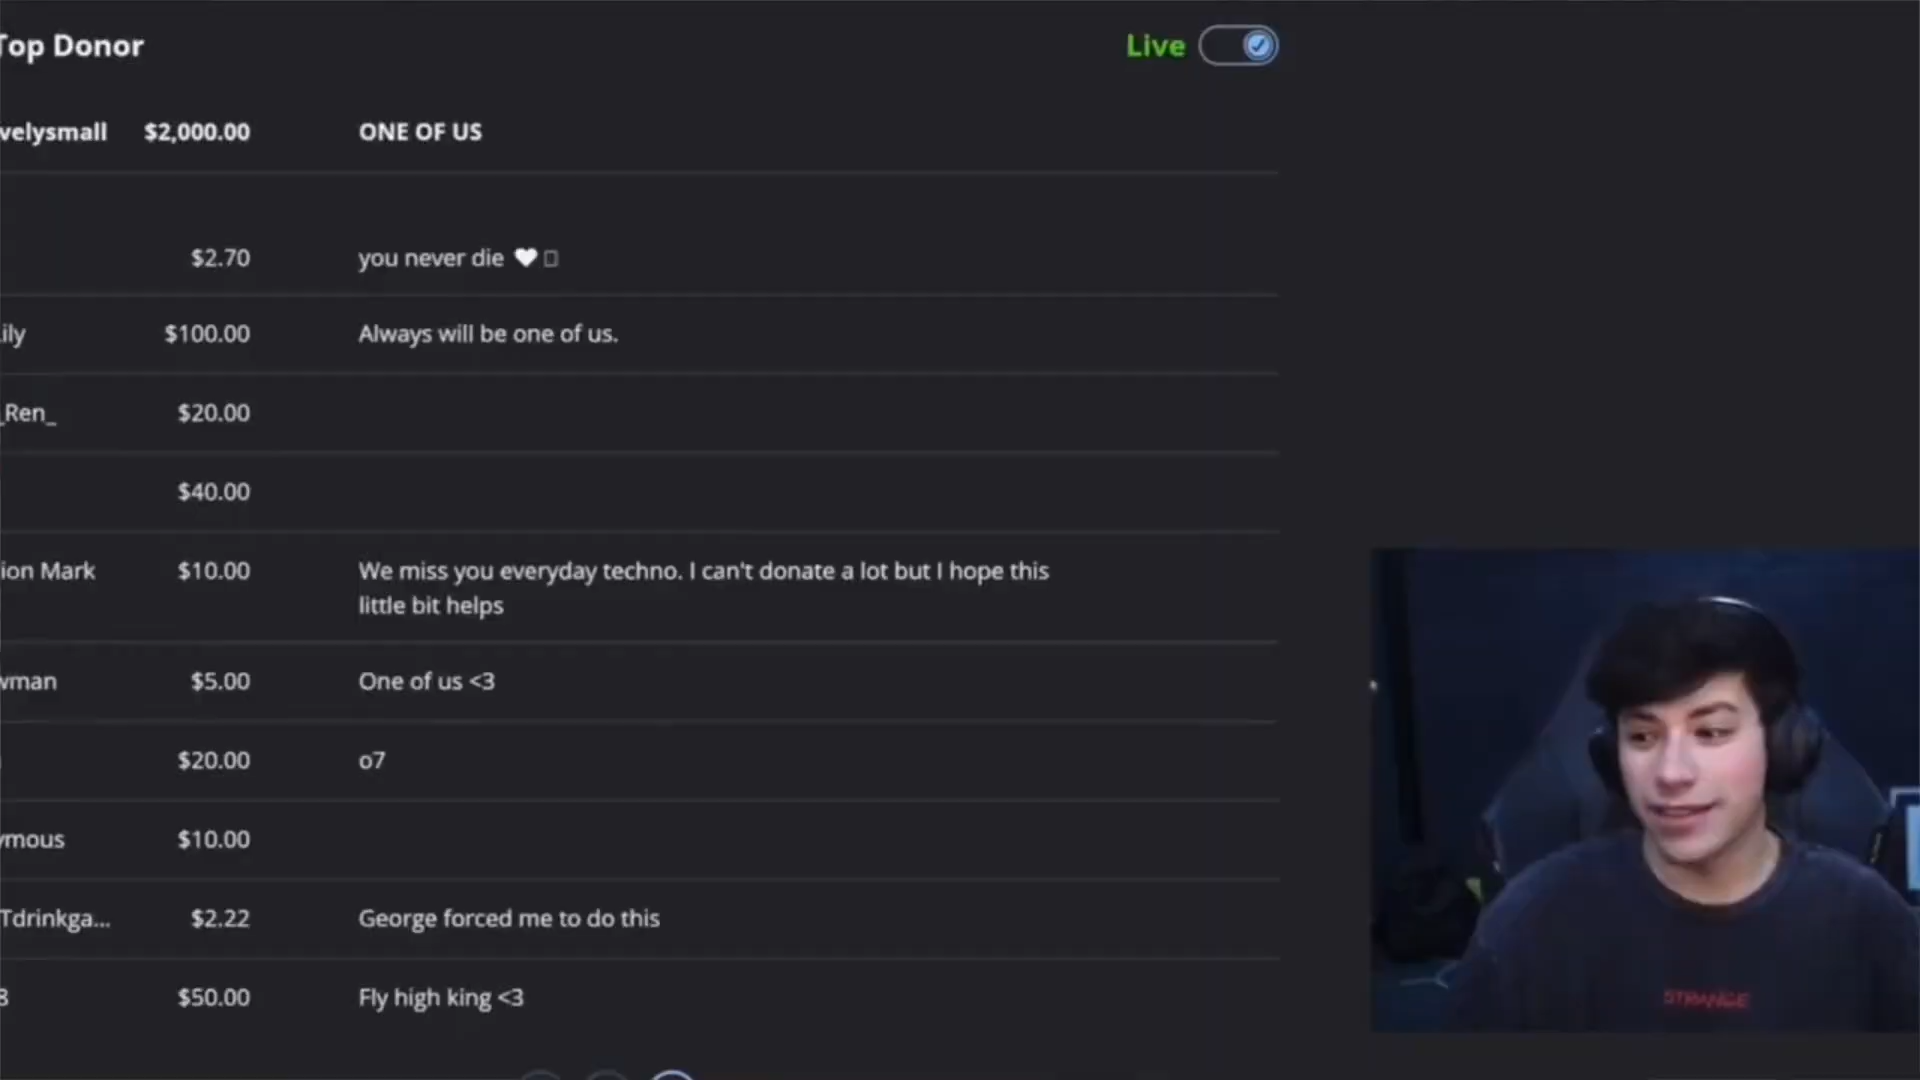 Top Donor
Live
velysmall $2,000.00 ONE OF US
$2.70 you never die ♥
ily $100.00 Always will be one of us.
_Ren_ $20.00
$40.00
ion Mark $10.00 We miss you everyday techno. I can't donate a lot but I hope this
little bit helps
wman $5.00 One of us <3
$20.00 o7
ymous $10.00
Tdrinkga... $2.22 George forced me to do this
8 $50.00 Fly high king <3
STRANGE